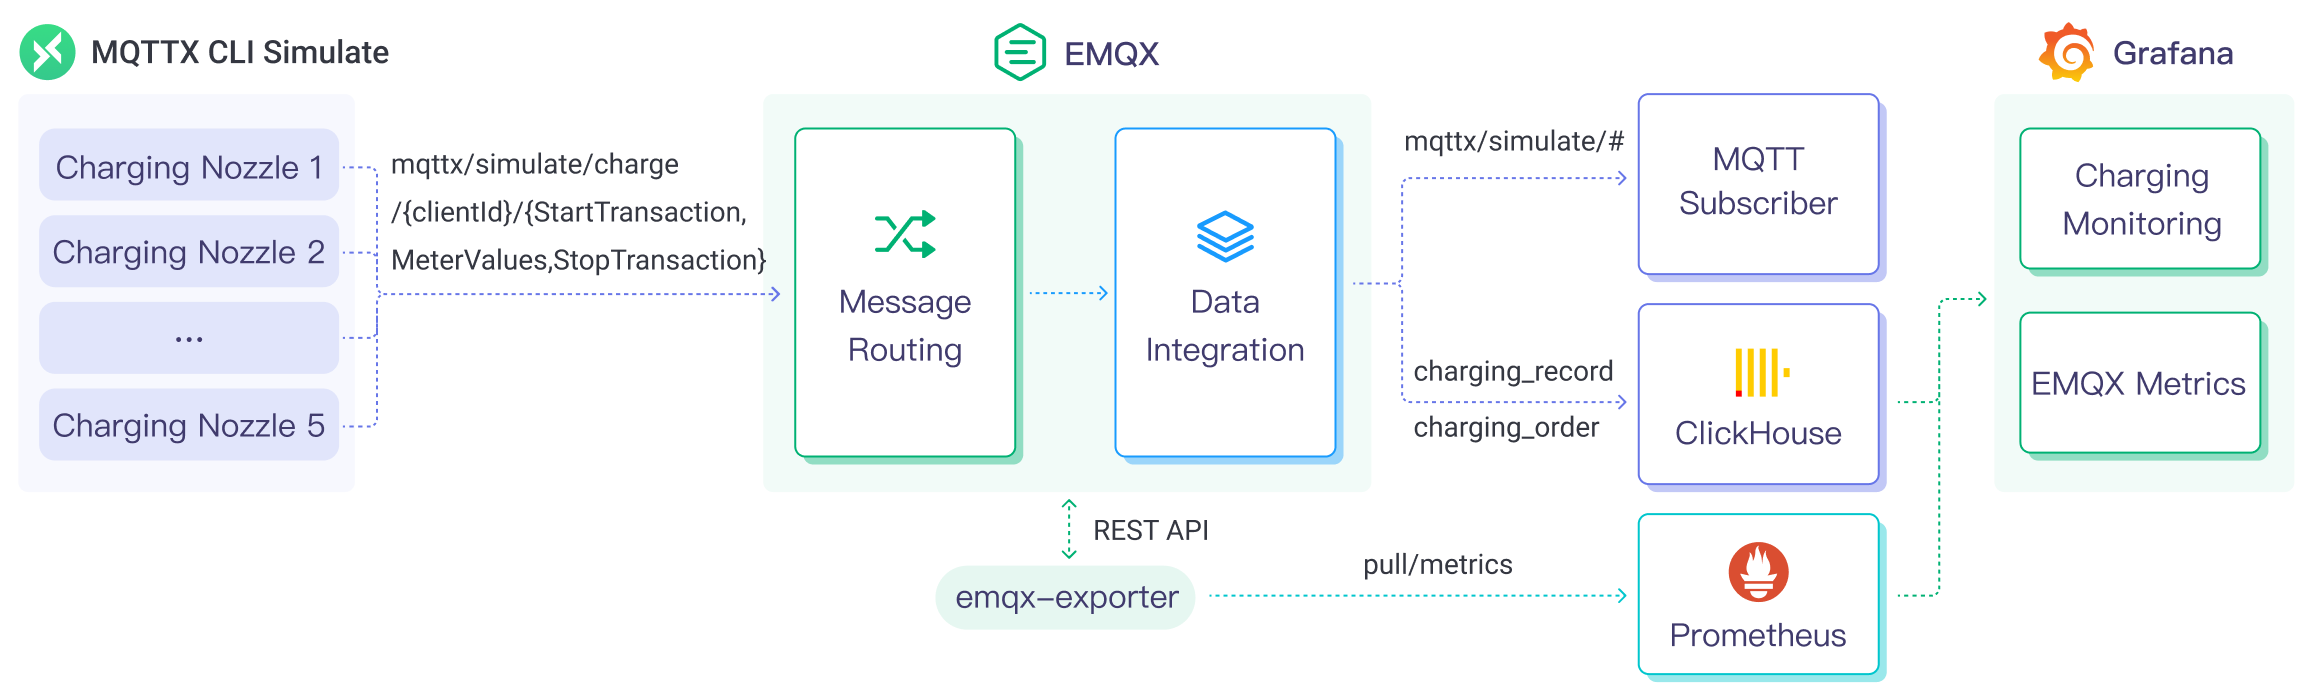 MQTTX CLI Simulate
Charging Nozzle 1
Charging Nozzle 2
...
Charging Nozzle 5
mqttx/simulate/charge
/{clientId}/{StartTransaction,
MeterValues,StopTransaction}
EMQX
Message
Routing
Data
Integration
REST API
emqx-exporter
mqttx/simulate/#
charging_record
charging_order
pull/metrics
MQTT
Subscriber
ClickHouse
Prometheus
Grafana
Charging
Monitoring
EMQX Metrics